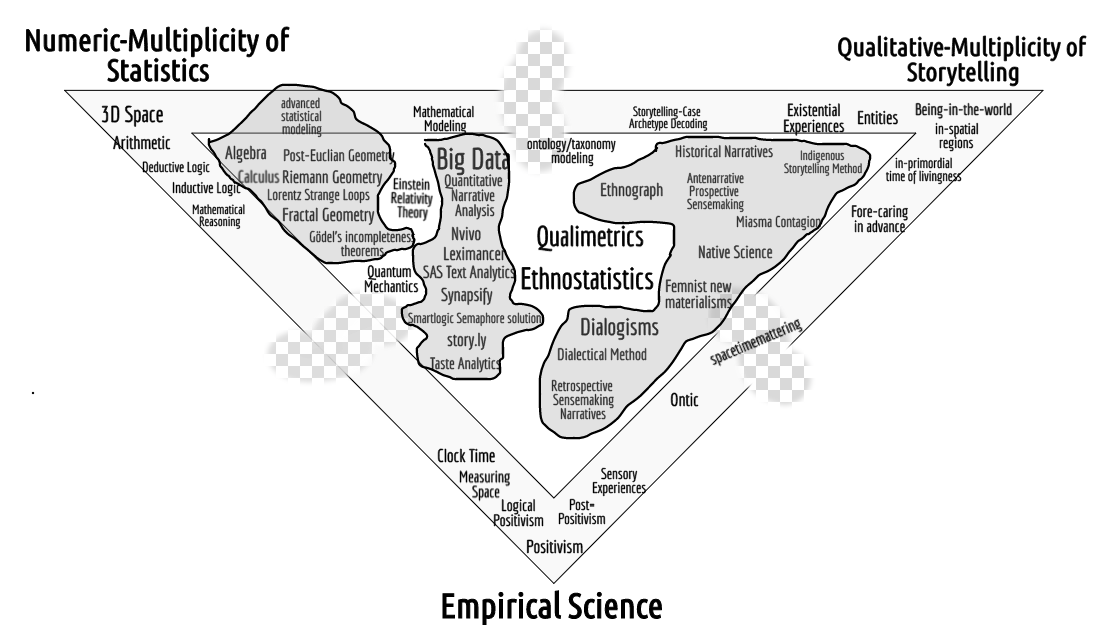 Numeric-Multiplicity of
Statistics
Qualitative-Multiplicity of
Storytelling
3D Space
Arithmetic
Deductive Logic
Inductive Logic
Mathematical
Reasoning
advanced
statistical
modeling
Algebra
Post-Euclian Geometry
Calculus
Riemann Geometry
Lorentz Strange Loops
Fractal Geometry
Gödel's incompleteness
theorems
Mathematical
Modeling
Einstein
Relativity
Theory
Quantum
Mechantics
Big Data
Quantitative
Narrative
Analysis
Nvivo
Leximancer
SAS Text Analytics
Synapsify
Smartlogic Semaphore solution
story.ly
Taste Analytics
ontology/taxonomy
modeling
Qualimetrics
Ethnostatistics
Storytelling-Case
Archetype Decoding
Existential
Experiences
Entities
Being-in-the-world
in-spatial
regions
in-primordial
time of livingness
Fore-caring
in advance
Historical Narratives
Indigenous
Storytelling Method
Ethnograph
Antenarrative
Prospective
Sensemaking
Miasma Contagion
Native Science
Femnist new
materialisms
Dialogisms
Dialectical Method
Retrospective
Sensemaking
Narratives
spacetimemattering
Ontic
Clock Time
Measuring
Space
Logical
Positivism
Sensory
Experiences
Post=
Positivism
Positivism
Empirical Science